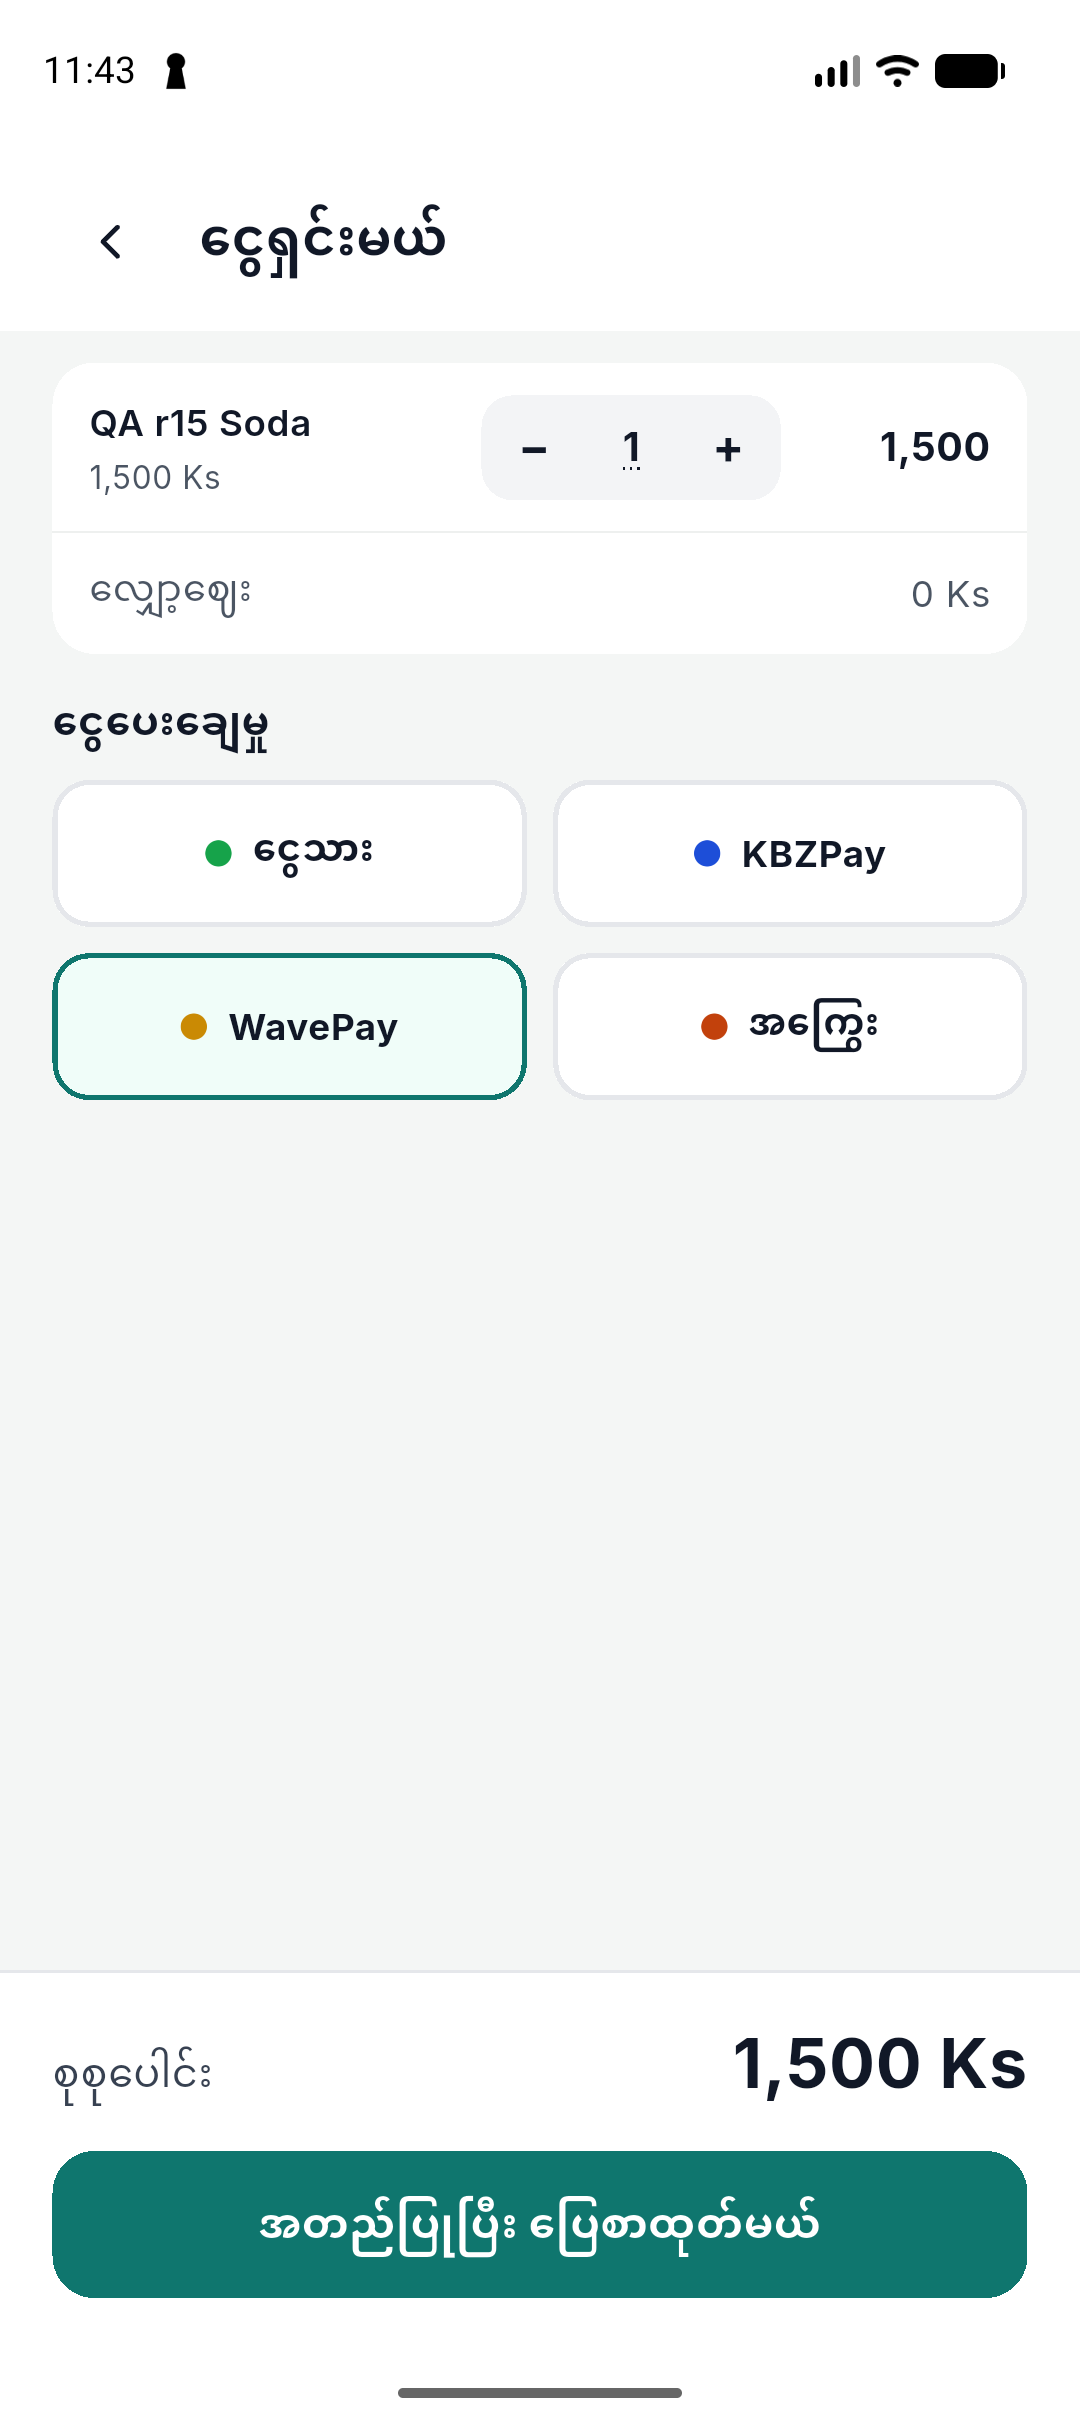 11:43
ငွေရှင်းမယ်
QA r15 Soda
1,500 Ks
− 1 +
1,500
လျှော့ဈေး
0 Ks
ငွေပေးချေမှု
ငွေသား
KBZPay
WavePay
အကြွေး
စုစုပေါင်း
1,500 Ks
အတည်ပြုပြီး ပြေစာထုတ်မယ်